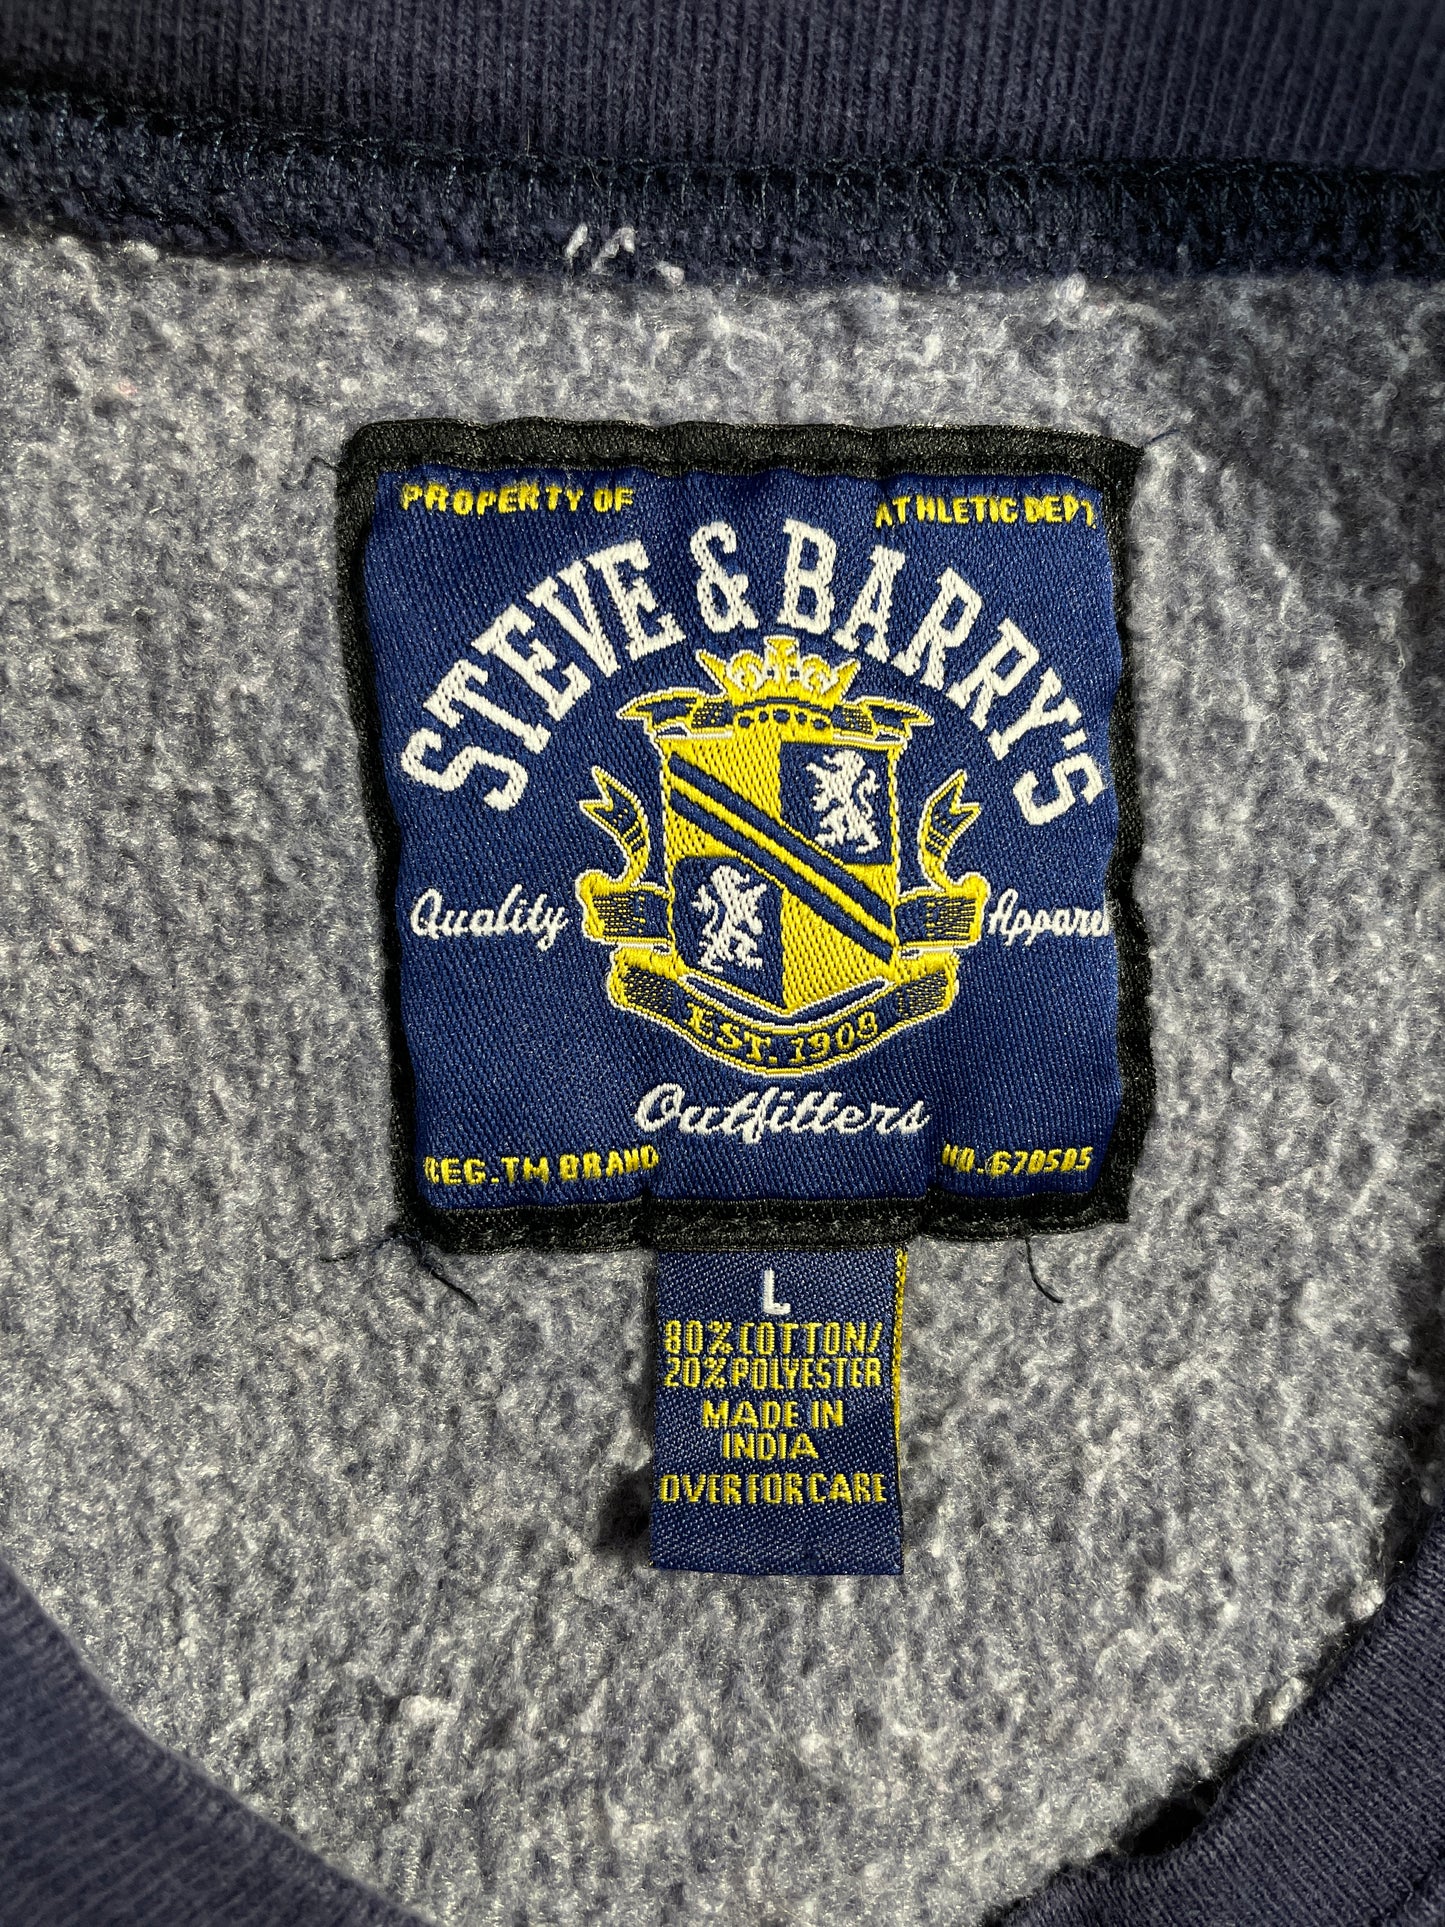 PROPERTY OF ATHLETIC DEPT.
STEVE & BARRY'S
Quality Apparel
EST. 1908
Outfitters
REG. TM BRAND NO. 670505
L
80% COTTON/
20% POLYESTER
MADE IN
INDIA
OVER FOR CARE